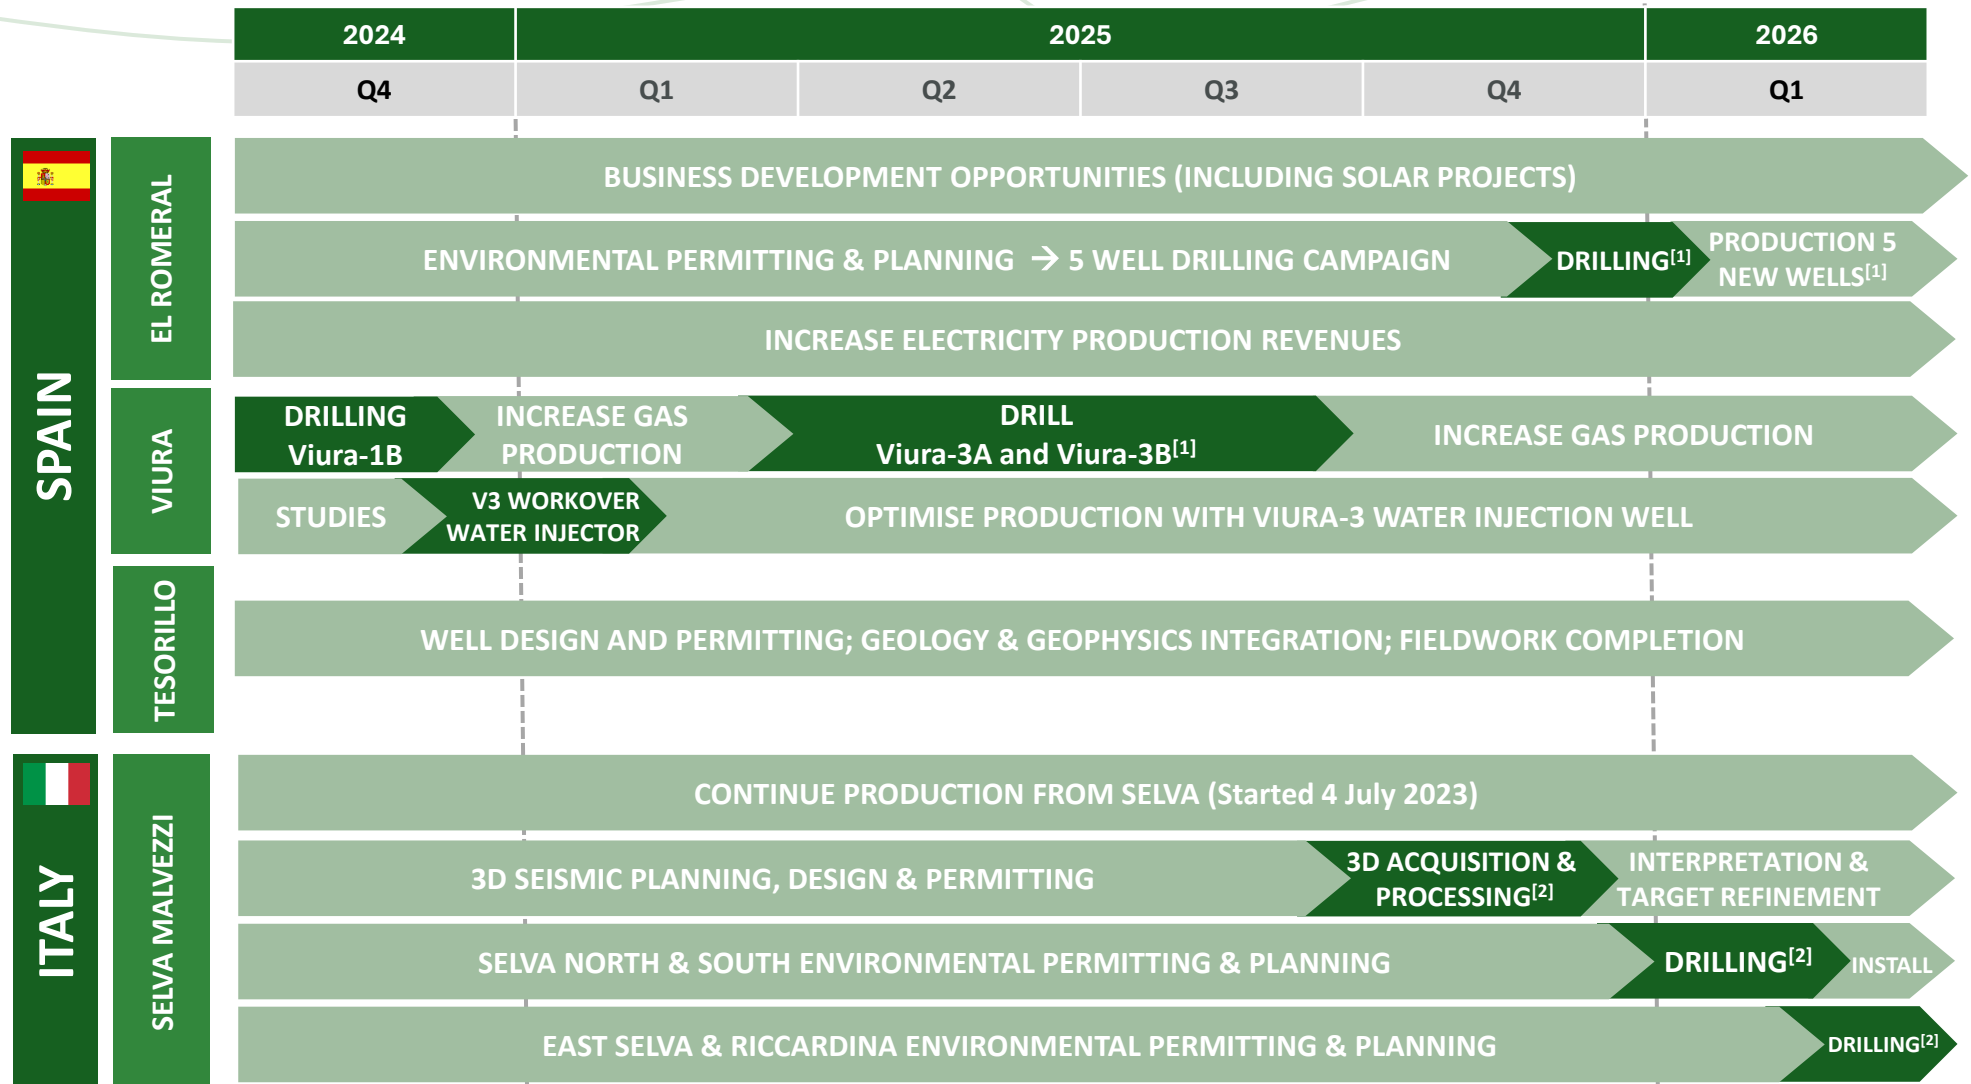 2024
2025
2026
Q4
Q1
Q2
Q3
Q4
Q1
SPAIN
EL ROMERAL
BUSINESS DEVELOPMENT OPPORTUNITIES (INCLUDING SOLAR PROJECTS)
ENVIRONMENTAL PERMITTING & PLANNING → 5 WELL DRILLING CAMPAIGN
DRILLING[1]
PRODUCTION 5
NEW WELLS[1]
INCREASE ELECTRICITY PRODUCTION REVENUES
VIURA
DRILLING
Viura-1B
INCREASE GAS
PRODUCTION
DRILL
Viura-3A and Viura-3B[1]
INCREASE GAS PRODUCTION
STUDIES
V3 WORKOVER
WATER INJECTOR
OPTIMISE PRODUCTION WITH VIURA-3 WATER INJECTION WELL
TESORILLO
WELL DESIGN AND PERMITTING; GEOLOGY & GEOPHYSICS INTEGRATION; FIELDWORK COMPLETION
ITALY
SELVA MALVEZZI
CONTINUE PRODUCTION FROM SELVA (Started 4 July 2023)
3D SEISMIC PLANNING, DESIGN & PERMITTING
3D ACQUISITION &
PROCESSING[2]
INTERPRETATION &
TARGET REFINEMENT
SELVA NORTH & SOUTH ENVIRONMENTAL PERMITTING & PLANNING
DRILLING[2]
INSTALL
EAST SELVA & RICCARDINA ENVIRONMENTAL PERMITTING & PLANNING
DRILLING[2]